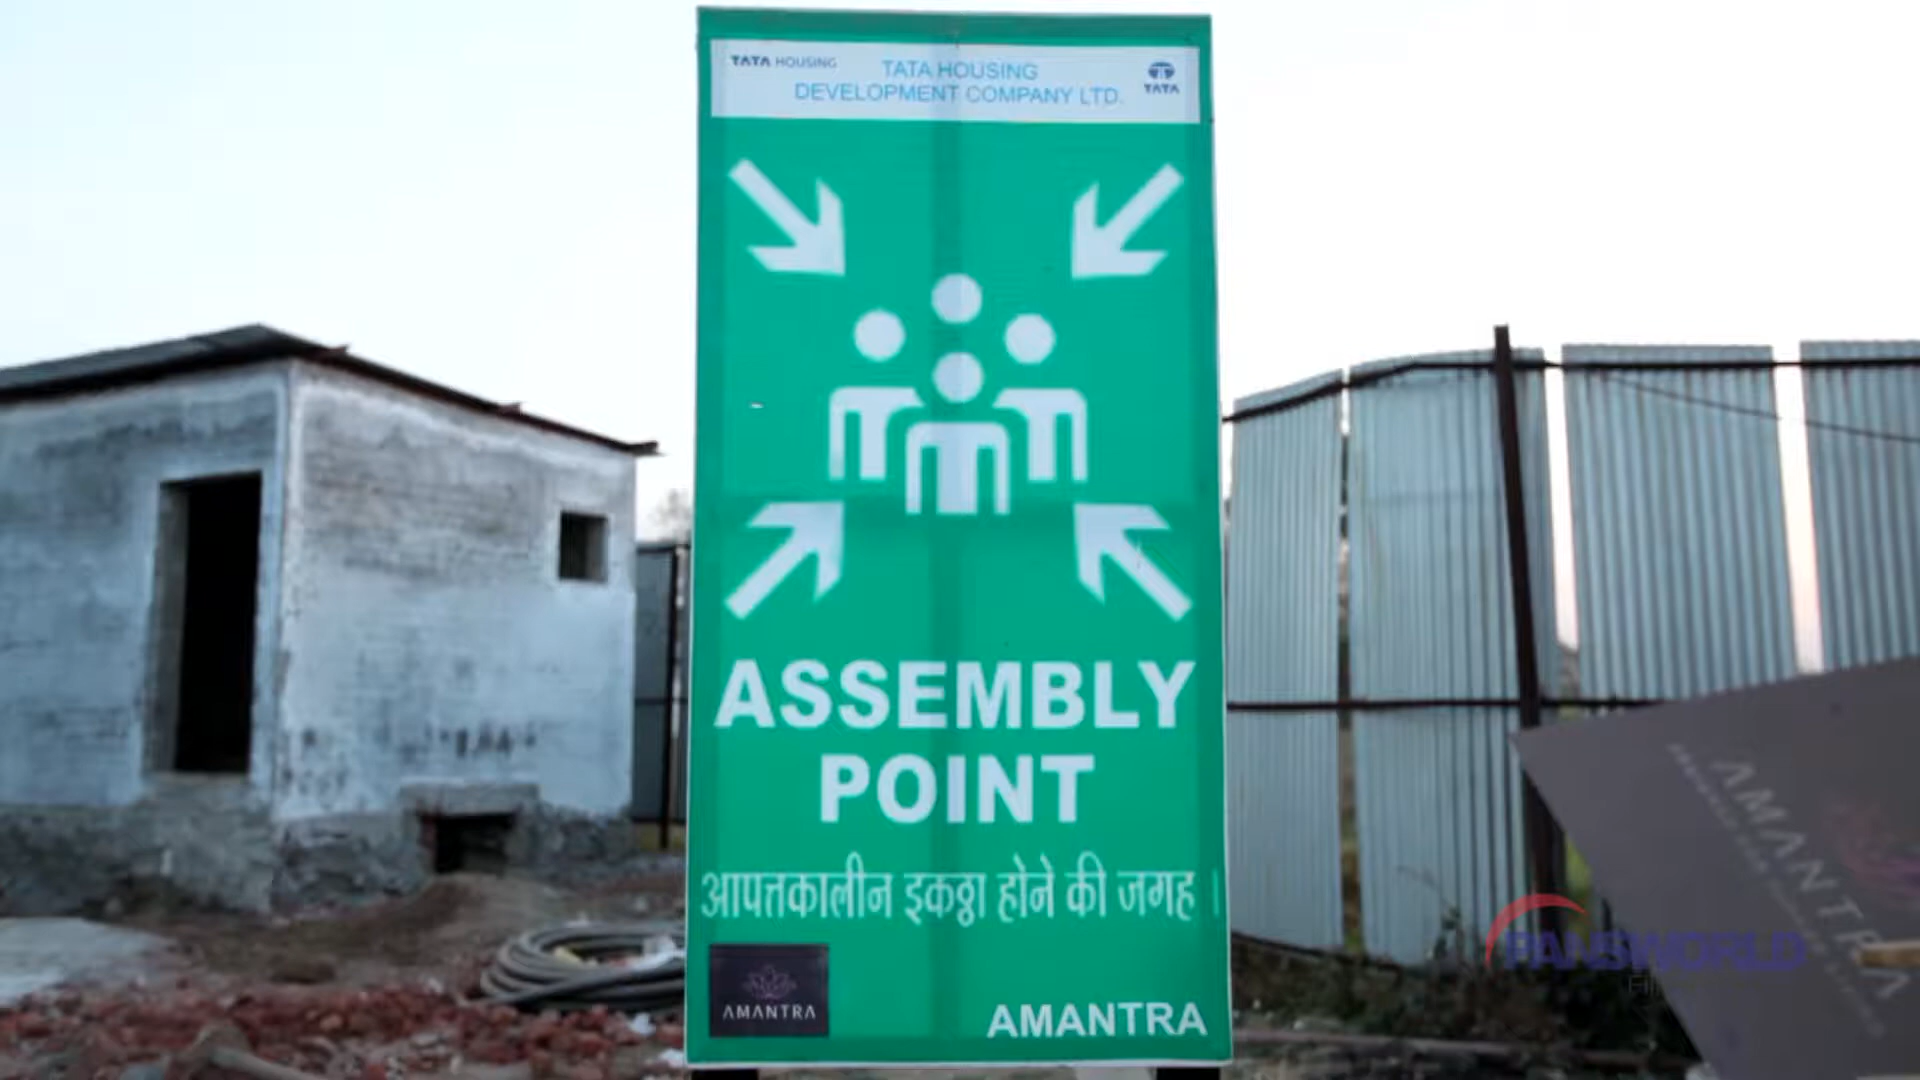 TATA HOUSING
TATA HOUSING
DEVELOPMENT COMPANY LTD.
TATA
ASSEMBLY
POINT
आपत्तकालीन इकठ्ठा होने की जगह ।
AMANTRA
AMANTRA
AMANTRA
PANSWORLD